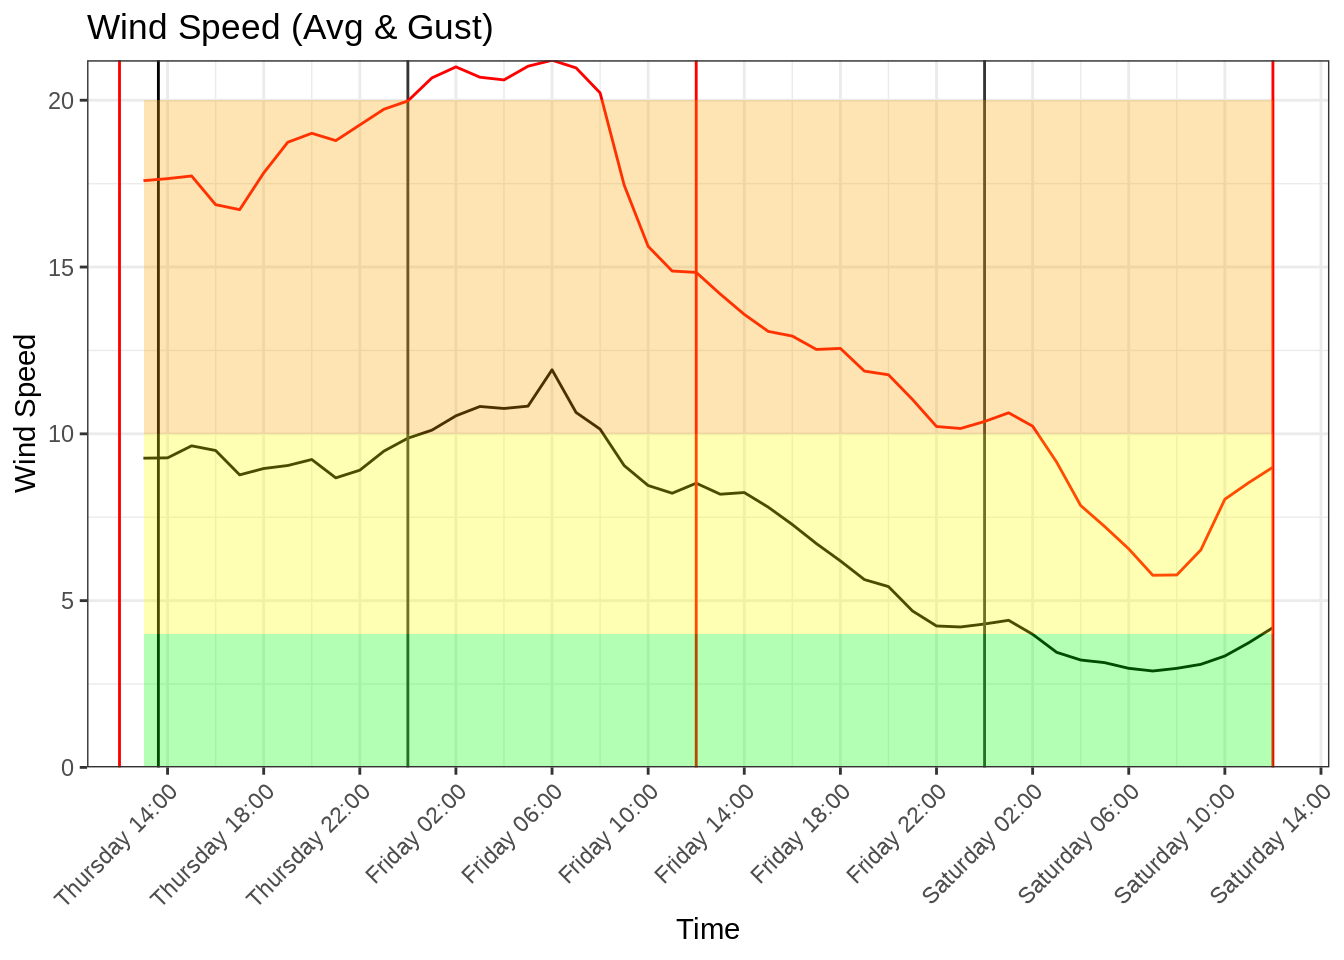 Wind Speed (Avg & Gust)
Wind Speed
20
15
10
5
0
Thursday 14:00
Thursday 18:00
Thursday 22:00
Friday 02:00
Friday 06:00
Friday 10:00
Friday 14:00
Friday 18:00
Friday 22:00
Saturday 02:00
Saturday 06:00
Saturday 10:00
Saturday 14:00
Time